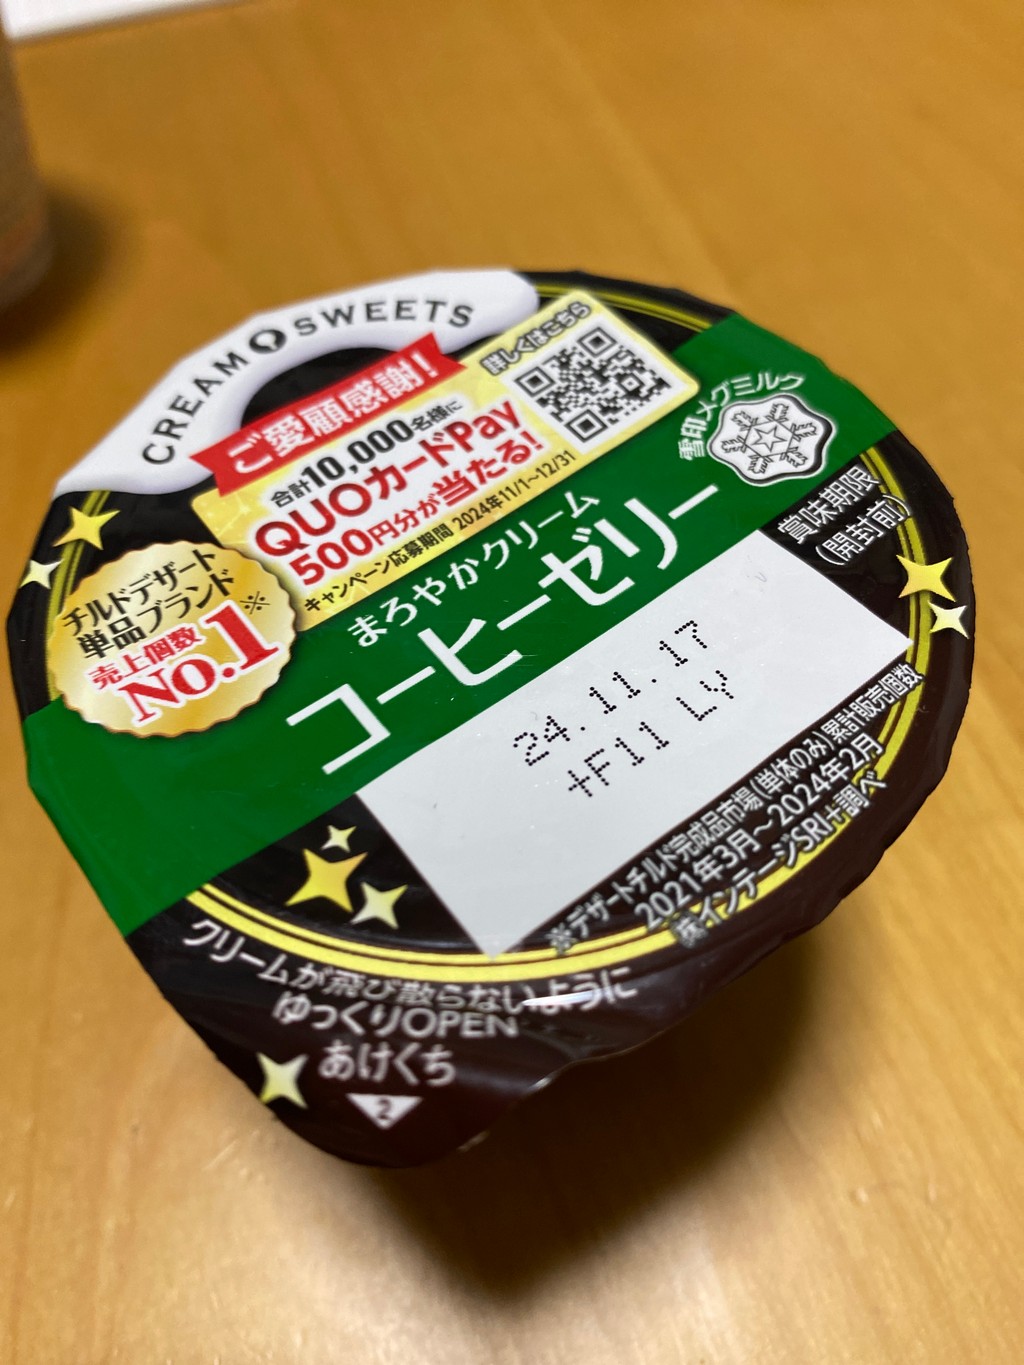 CREAM SWEETS
ご愛顧感謝!
合計10,000名様に
QUOカードPay
500円分が当たる!
キャンペーン応募期間 2024年11/1~12/31
詳しくはこちら
雪印メグミルク
チルドデザート
単品ブランド※
売上個数
No.1
まろやかクリーム
コーヒーゼリー
賞味期限
(開封前)
24.11.17
+F11 LY
※デザートチルド完成品市場(単体のみ)累計販売個数
2021年3月~2024年2月
㈱インテージSRI+調べ
クリームが飛び散らないように
ゆっくりOPEN
あけくち
2